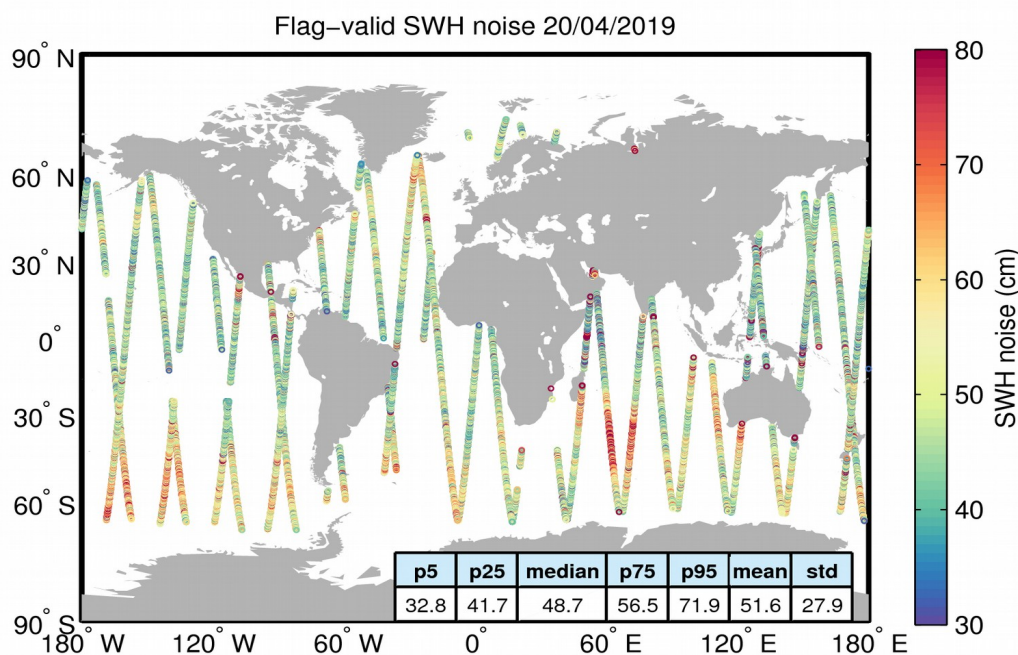 Flag−valid SWH noise 20/04/2019
90° N
60° N
30° N
0°
30° S
60° S
90° S
180° W
120° W
60° W
0°
60° E
120° E
180° E
p5 p25 median p75 p95 mean std
32.8 41.7 48.7 56.5 71.9 51.6 27.9
80
70
60
50
40
30
SWH noise (cm)